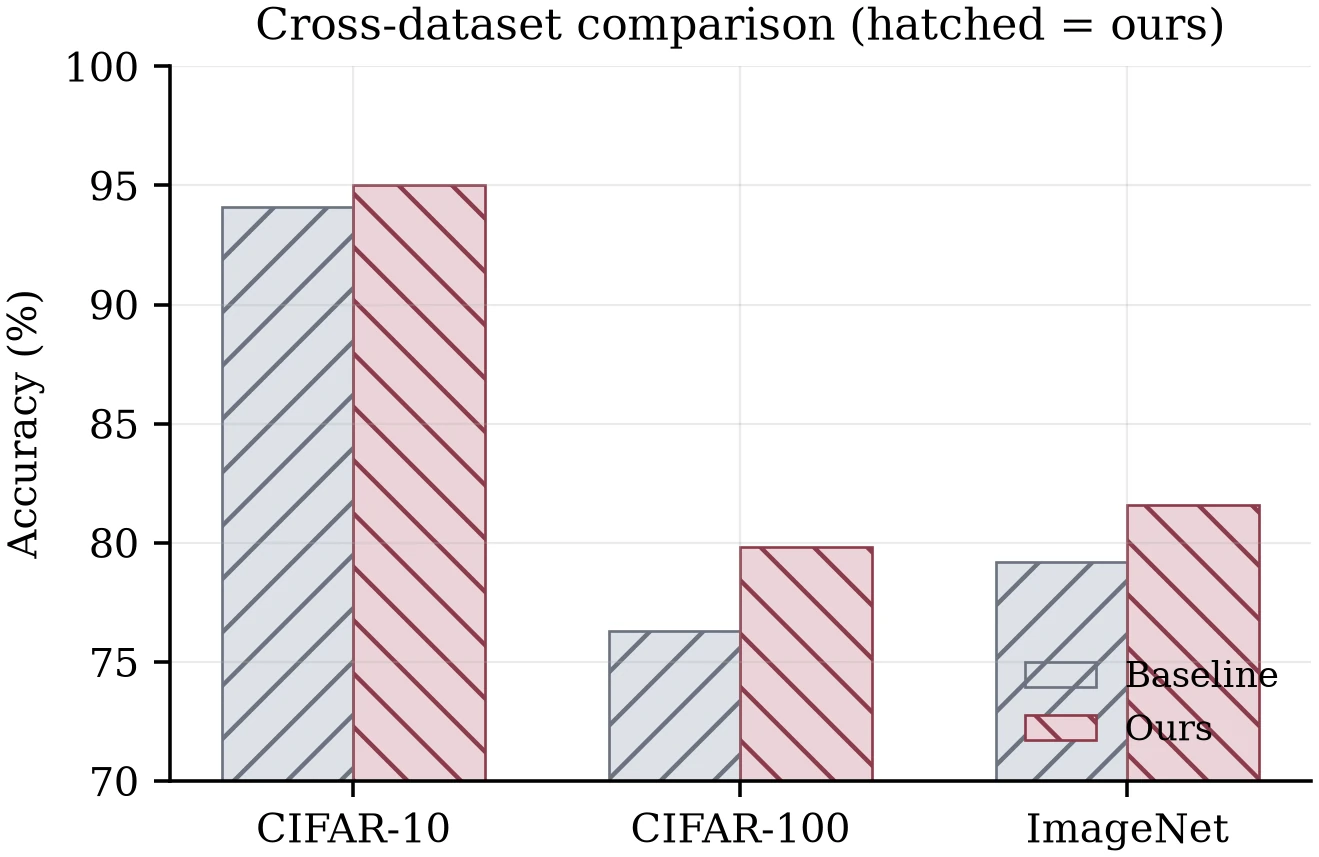 Cross-dataset comparison (hatched = ours)
100
95
90
85
80
75
70
Accuracy (%)
Baseline
Ours
CIFAR-10 CIFAR-100 ImageNet